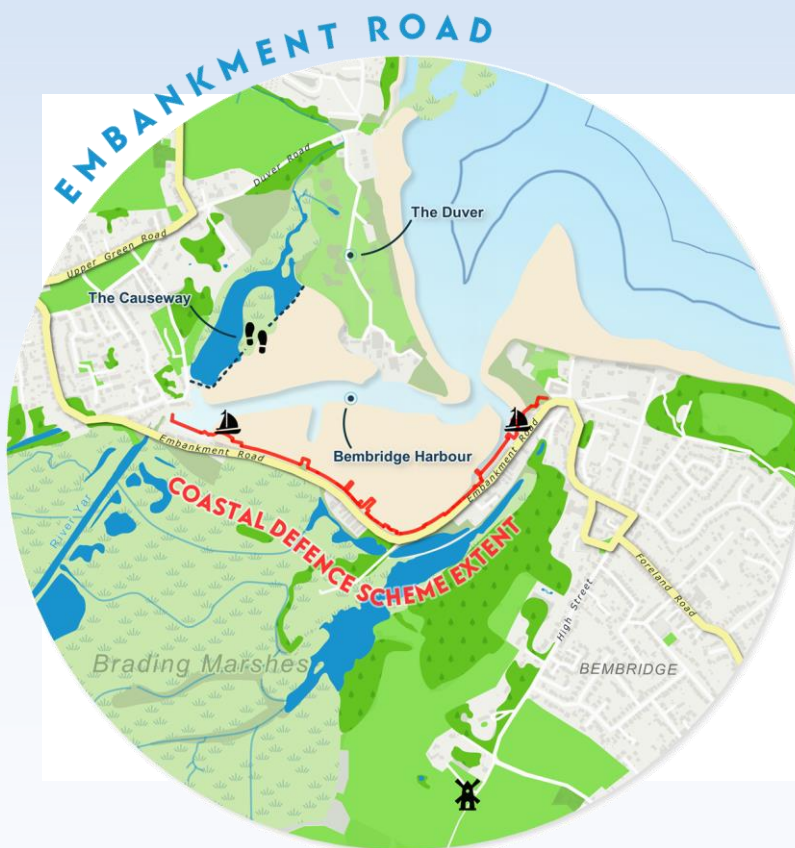 EMBANKMENT ROAD
Duver Road
The Duver
Upper Green Road
The Causeway
Embankment Road
Bembridge Harbour
Embankment Road
COASTAL DEFENCE SCHEME EXTENT
River Yar
Foreland Road
High Street
Brading Marshes
BEMBRIDGE